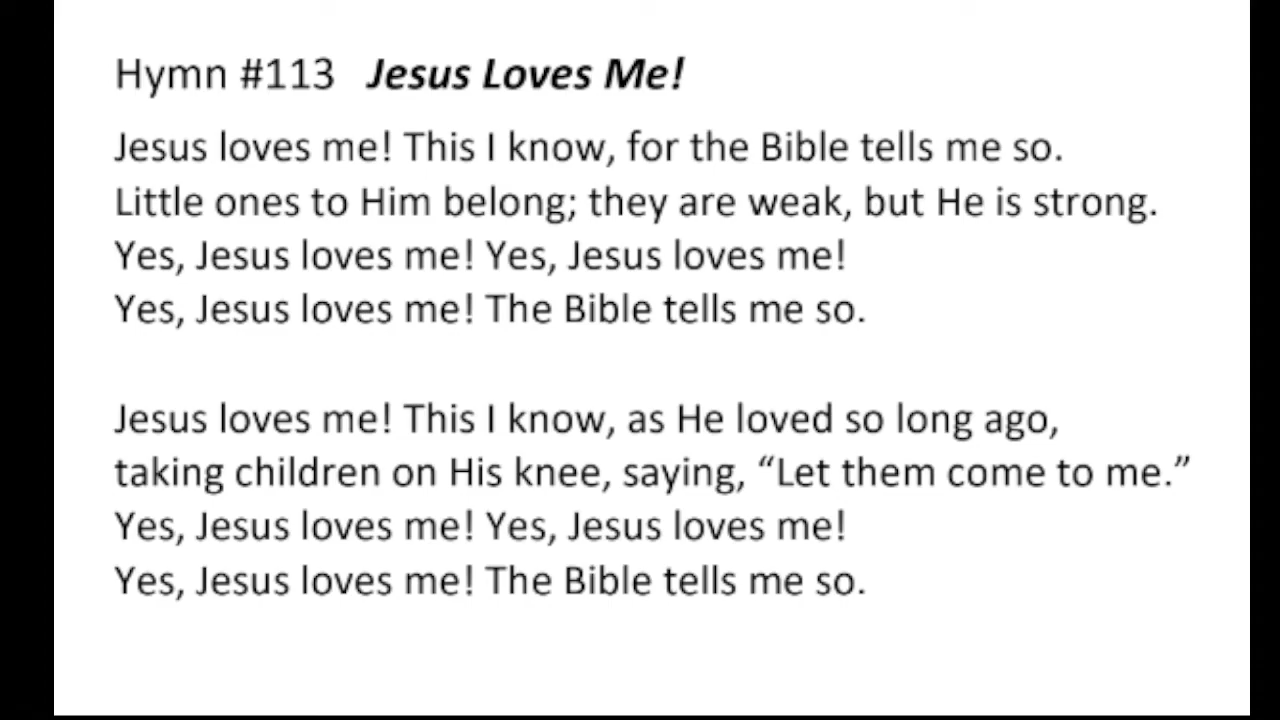 Hymn #113 Jesus Loves Me!
Jesus loves me! This I know, for the Bible tells me so.
Little ones to Him belong; they are weak, but He is strong.
Yes, Jesus loves me! Yes, Jesus loves me!
Yes, Jesus loves me! The Bible tells me so.
Jesus loves me! This I know, as He loved so long ago,
taking children on His knee, saying, “Let them come to me.”
Yes, Jesus loves me! Yes, Jesus loves me!
Yes, Jesus loves me! The Bible tells me so.